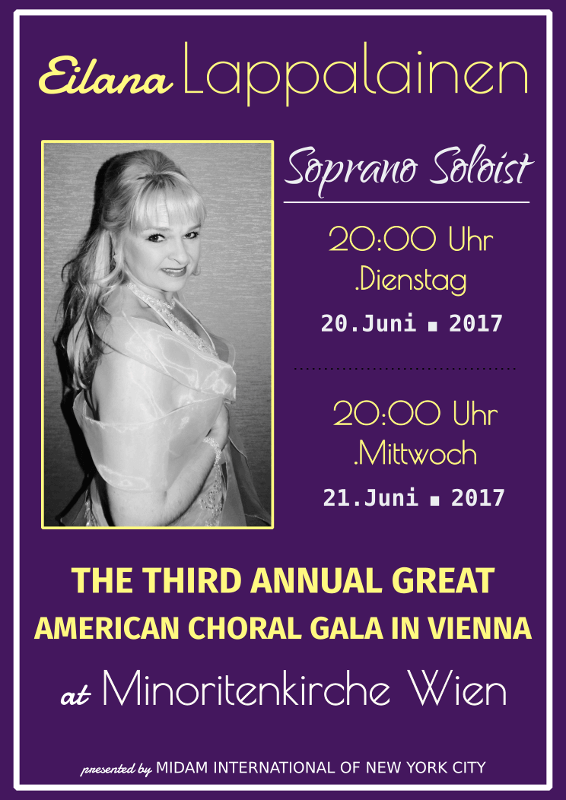 Eilana Lappalainen
Soprano Soloist
20:00 Uhr
.Dienstag
20.Juni ▪ 2017
20:00 Uhr
.Mittwoch
21.Juni ▪ 2017
THE THIRD ANNUAL GREAT
AMERICAN CHORAL GALA IN VIENNA
at Minoritenkirche Wien
presented by MIDAM INTERNATIONAL OF NEW YORK CITY